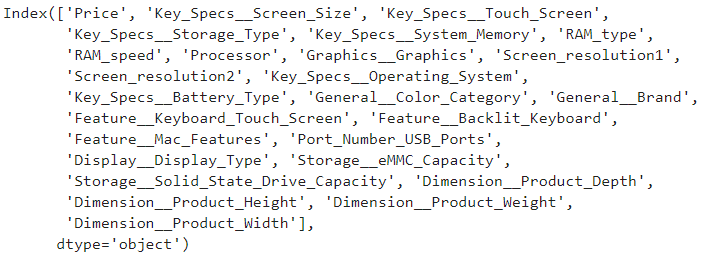 Index(['Price', 'Key_Specs__Screen_Size', 'Key_Specs__Touch_Screen',
'Key_Specs__Storage_Type', 'Key_Specs__System_Memory', 'RAM_type',
'RAM_speed', 'Processor', 'Graphics__Graphics', 'Screen_resolution1',
'Screen_resolution2', 'Key_Specs__Operating_System',
'Key_Specs__Battery_Type', 'General__Color_Category', 'General__Brand',
'Feature__Keyboard_Touch_Screen', 'Feature__Backlit_Keyboard',
'Feature__Mac_Features', 'Port_Number_USB_Ports',
'Display__Display_Type', 'Storage__eMMC_Capacity',
'Storage__Solid_State_Drive_Capacity', 'Dimension__Product_Depth',
'Dimension__Product_Height', 'Dimension__Product_Weight',
'Dimension__Product_Width'],
dtype='object')